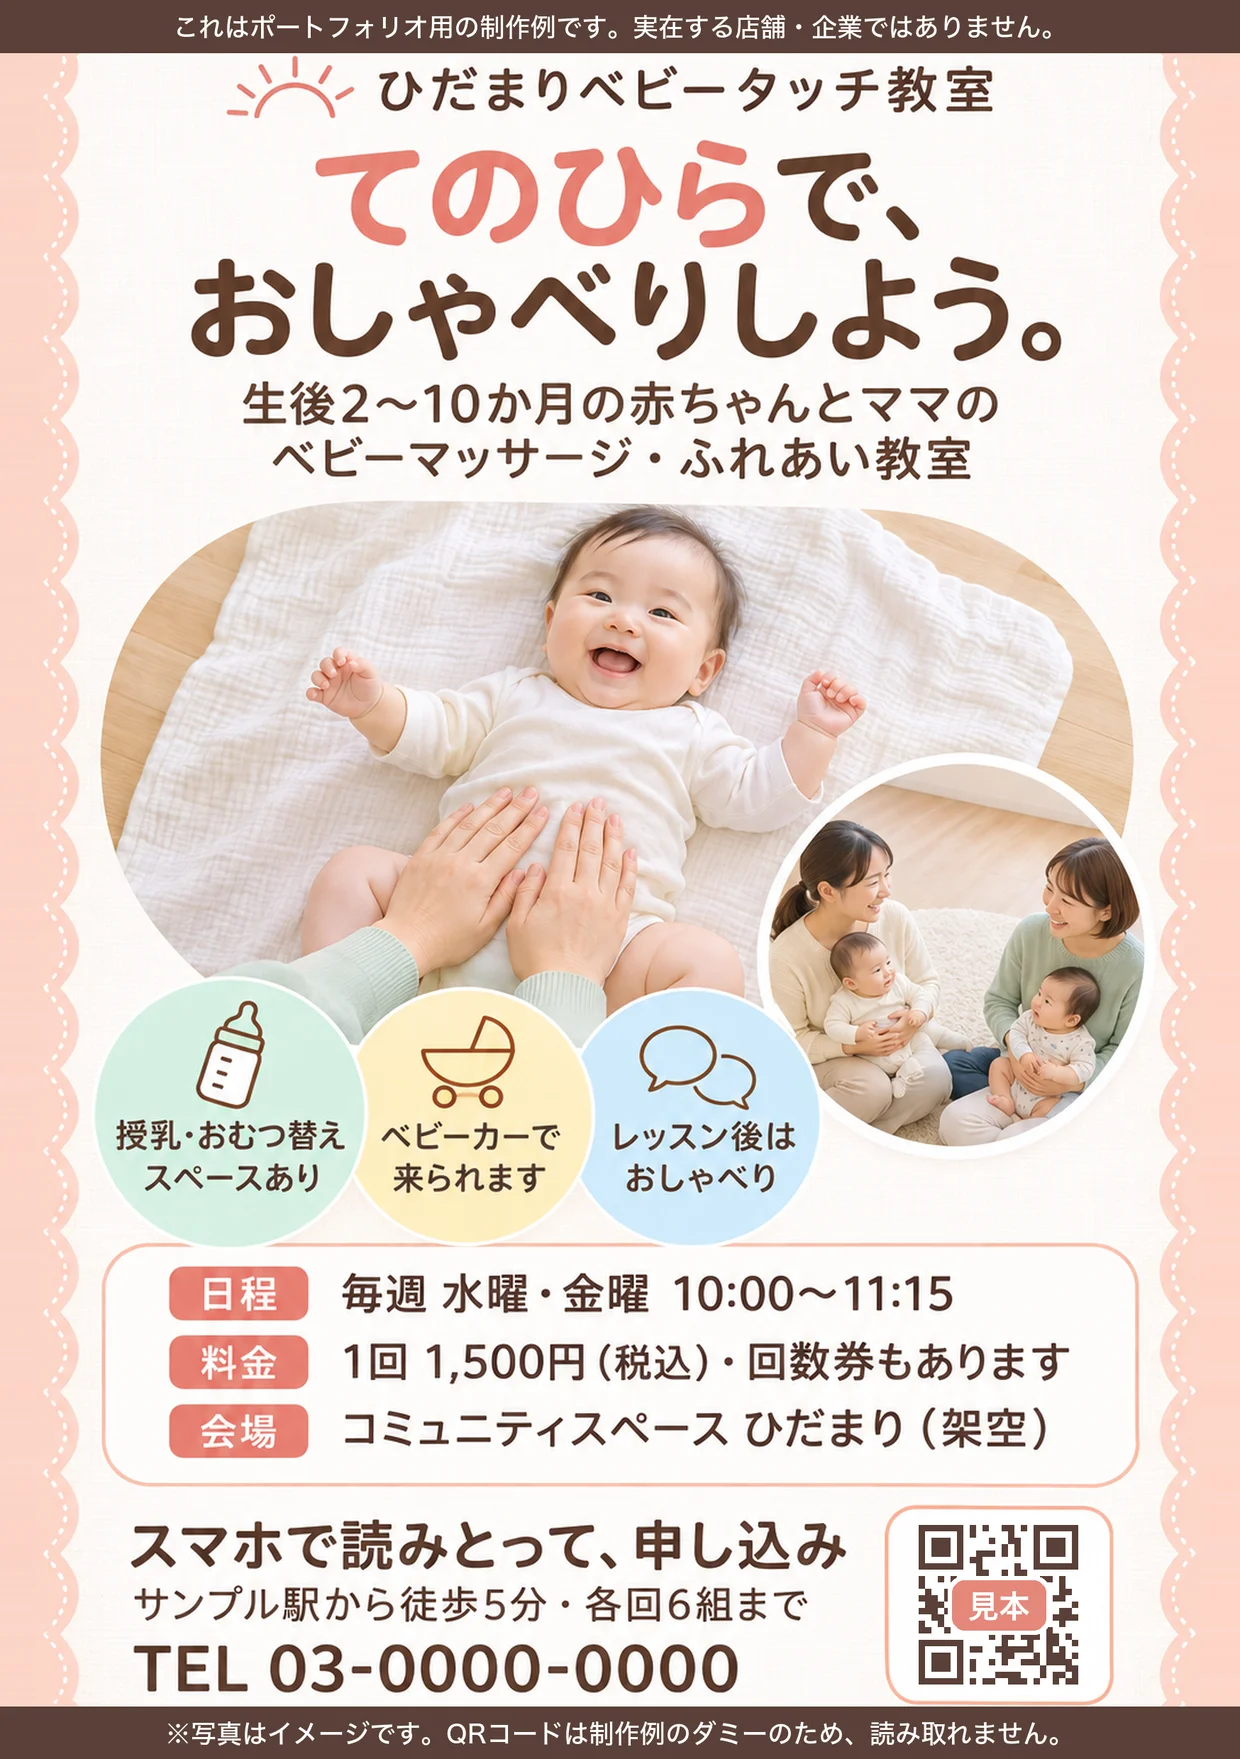 これはポートフォリオ用の制作例です。実在する店舗・企業ではありません。
ひだまりベビータッチ教室
てのひらで、
おしゃべりしよう。
生後2〜10か月の赤ちゃんとママの
ベビーマッサージ・ふれあい教室
授乳・おむつ替え
スペースあり
ベビーカーで
来られます
レッスン後は
おしゃべり
日程 毎週 水曜・金曜 10:00〜11:15
料金 1回 1,500円(税込)・回数券もあります
会場 コミュニティスペース ひだまり(架空)
スマホで読みとって、申し込み
サンプル駅から徒歩5分・各回6組まで
TEL 03-0000-0000
見本
※写真はイメージです。QRコードは制作例のダミーのため、読み取れません。